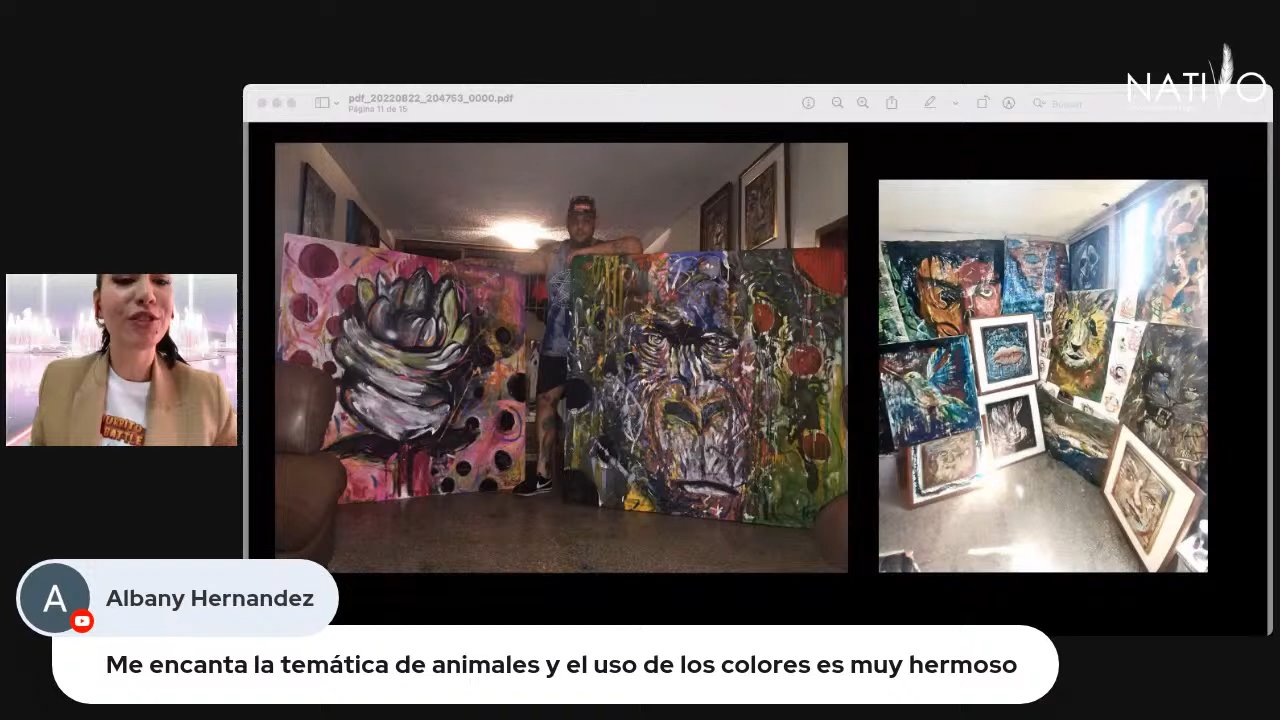 NATIVO
pdf_20220822_204753_0000.pdf
Página 11 de 15
Buscar
A
Albany Hernandez
Me encanta la temática de animales y el uso de los colores es muy hermoso